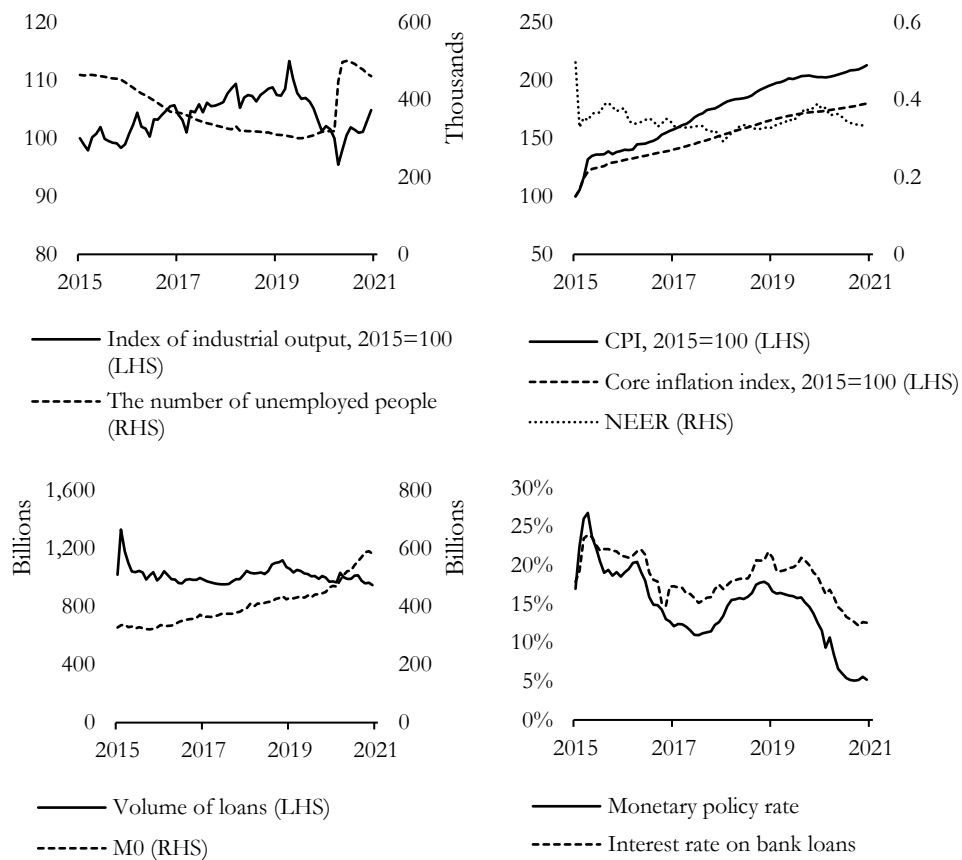 120
110
100
90
80
600
400
200
0
Thousands
2015 2017 2019 2021
Index of industrial output, 2015=100
(LHS)
The number of unemployed people
(RHS)
250
200
150
100
50
0.6
0.4
0.2
0
2015 2017 2019 2021
CPI, 2015=100 (LHS)
Core inflation index, 2015=100 (LHS)
NEER (RHS)
Billions
1,600
1,200
800
400
0
800
600
400
200
0
Billions
2015 2017 2019 2021
Volume of loans (LHS)
M0 (RHS)
30%
25%
20%
15%
10%
5%
0%
2015 2017 2019 2021
Monetary policy rate
Interest rate on bank loans